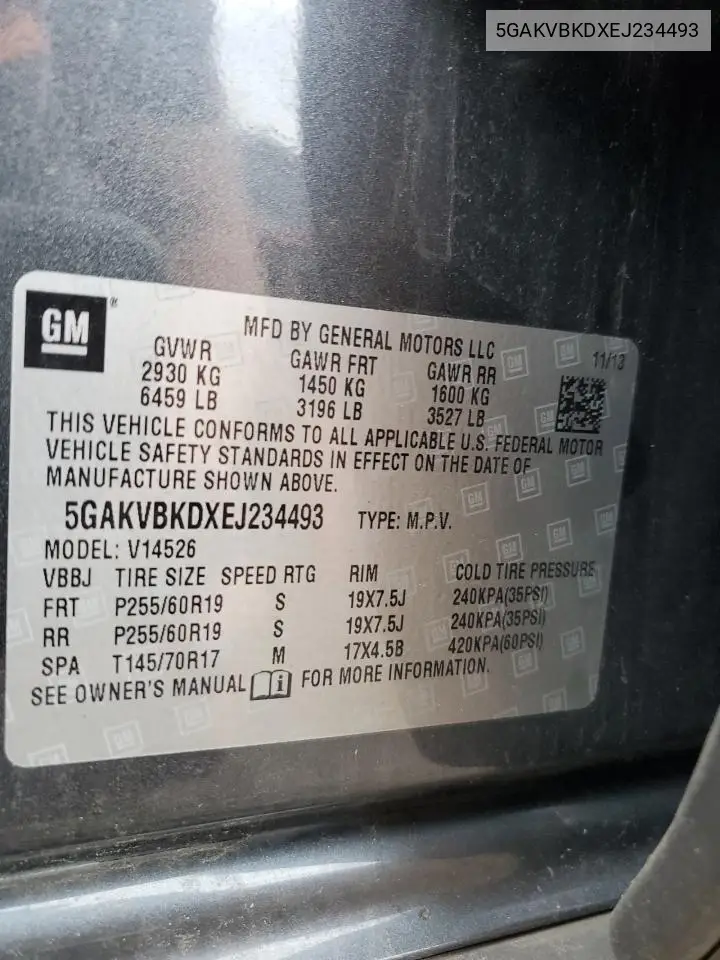 5GAKVBKDXEJ234493
GM®
MFD BY GENERAL MOTORS LLC
11/13
GVWR GAWR FRT GAWR RR
2930 KG 1450 KG 1600 KG
6459 LB 3196 LB 3527 LB
THIS VEHICLE CONFORMS TO ALL APPLICABLE U.S. FEDERAL MOTOR
VEHICLE SAFETY STANDARDS IN EFFECT ON THE DATE OF
MANUFACTURE SHOWN ABOVE.
5GAKVBKDXEJ234493 TYPE: M.P.V.
MODEL: V14526
VBBJ TIRE SIZE SPEED RTG RIM COLD TIRE PRESSURE
FRT P255/60R19 S 19X7.5J 240KPA(35PSI)
RR P255/60R19 S 19X7.5J 240KPA(35PSI)
SPA T145/70R17 M 17X4.5B 420KPA(60PSI)
SEE OWNER'S MANUAL i FOR MORE INFORMATION.